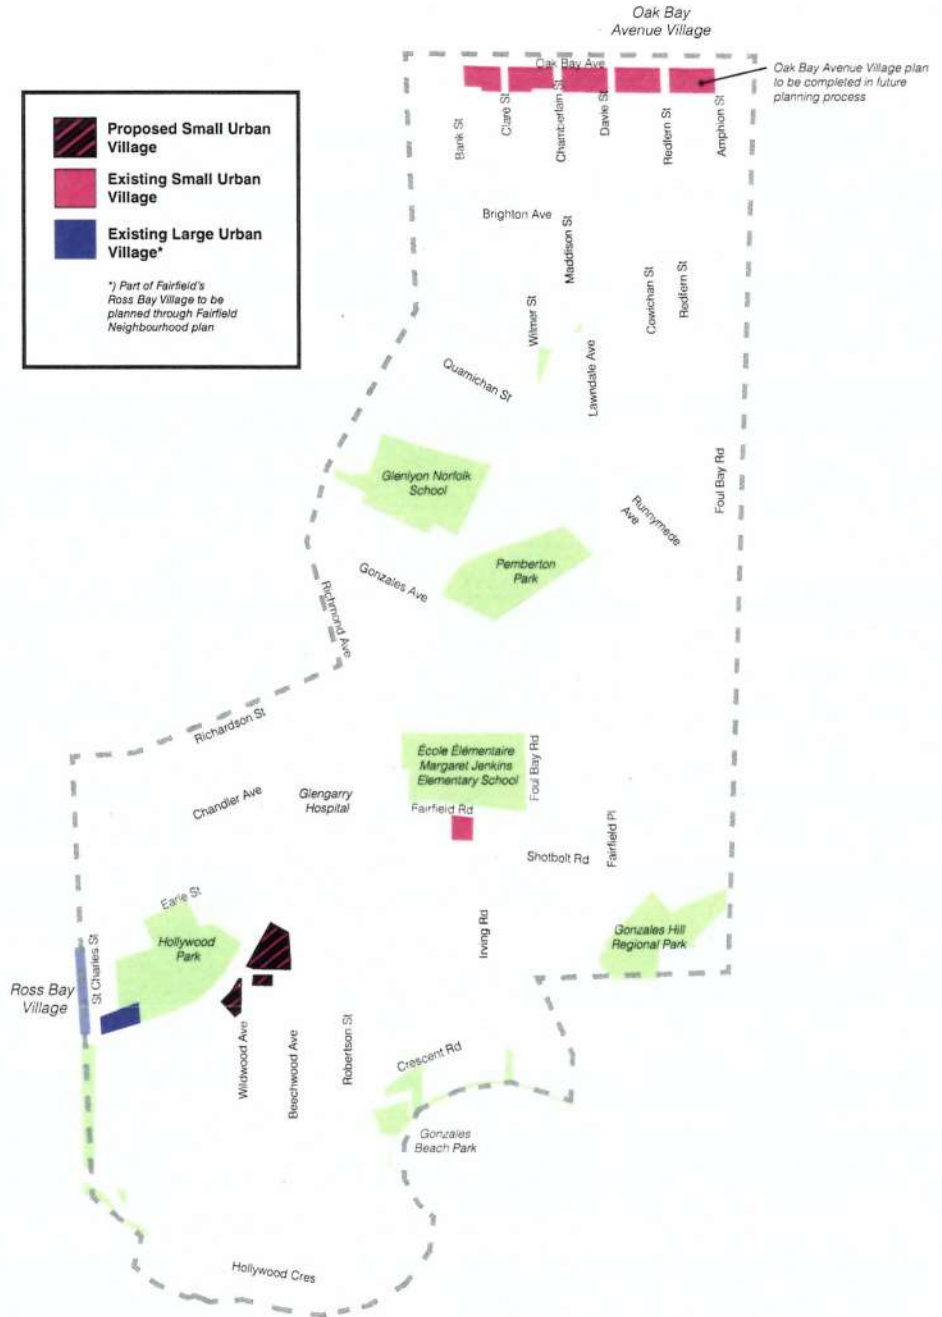 Oak Bay
Avenue Village
Oak Bay Ave
Oak Bay Avenue Village plan
to be completed in future
planning process
Bank St
Clare St
Chamberlain St
Davie St
Redfern St
Amphion St
Proposed Small Urban
Village
Existing Small Urban
Village
Existing Large Urban
Village*
*) Part of Fairfield's
Ross Bay Village to be
planned through Fairfield
Neighbourhood plan
Brighton Ave
Maddison St
Cowichan St
Redfern St
Wilmer St
Lawndale Ave
Quamichan St
Glenlyon Norfolk
School
Foul Bay Rd
Runnymede
Ave
Pemberton
Park
Gonzales Ave
Richmond Ave
Richardson St
École Élémentaire
Margaret Jenkins
Elementary School
Foul Bay Rd
Chandler Ave
Glengarry
Hospital
Fairfield Rd
Fairfield Pl
Shotbolt Rd
Earle St
Hollywood
Park
Irving Rd
Gonzales Hill
Regional Park
St Charles St
Ross Bay
Village
Wildwood Ave
Beechwood Ave
Robertson St
Crescent Rd
Gonzales
Beach Park
Hollywood Cres